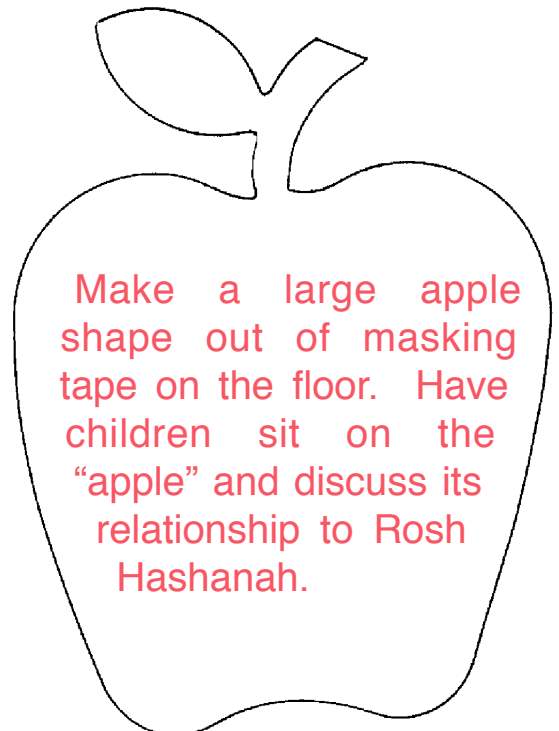 Make a large apple
shape out of masking
tape on the floor. Have
children sit on the
“apple” and discuss its
relationship to Rosh
Hashanah.